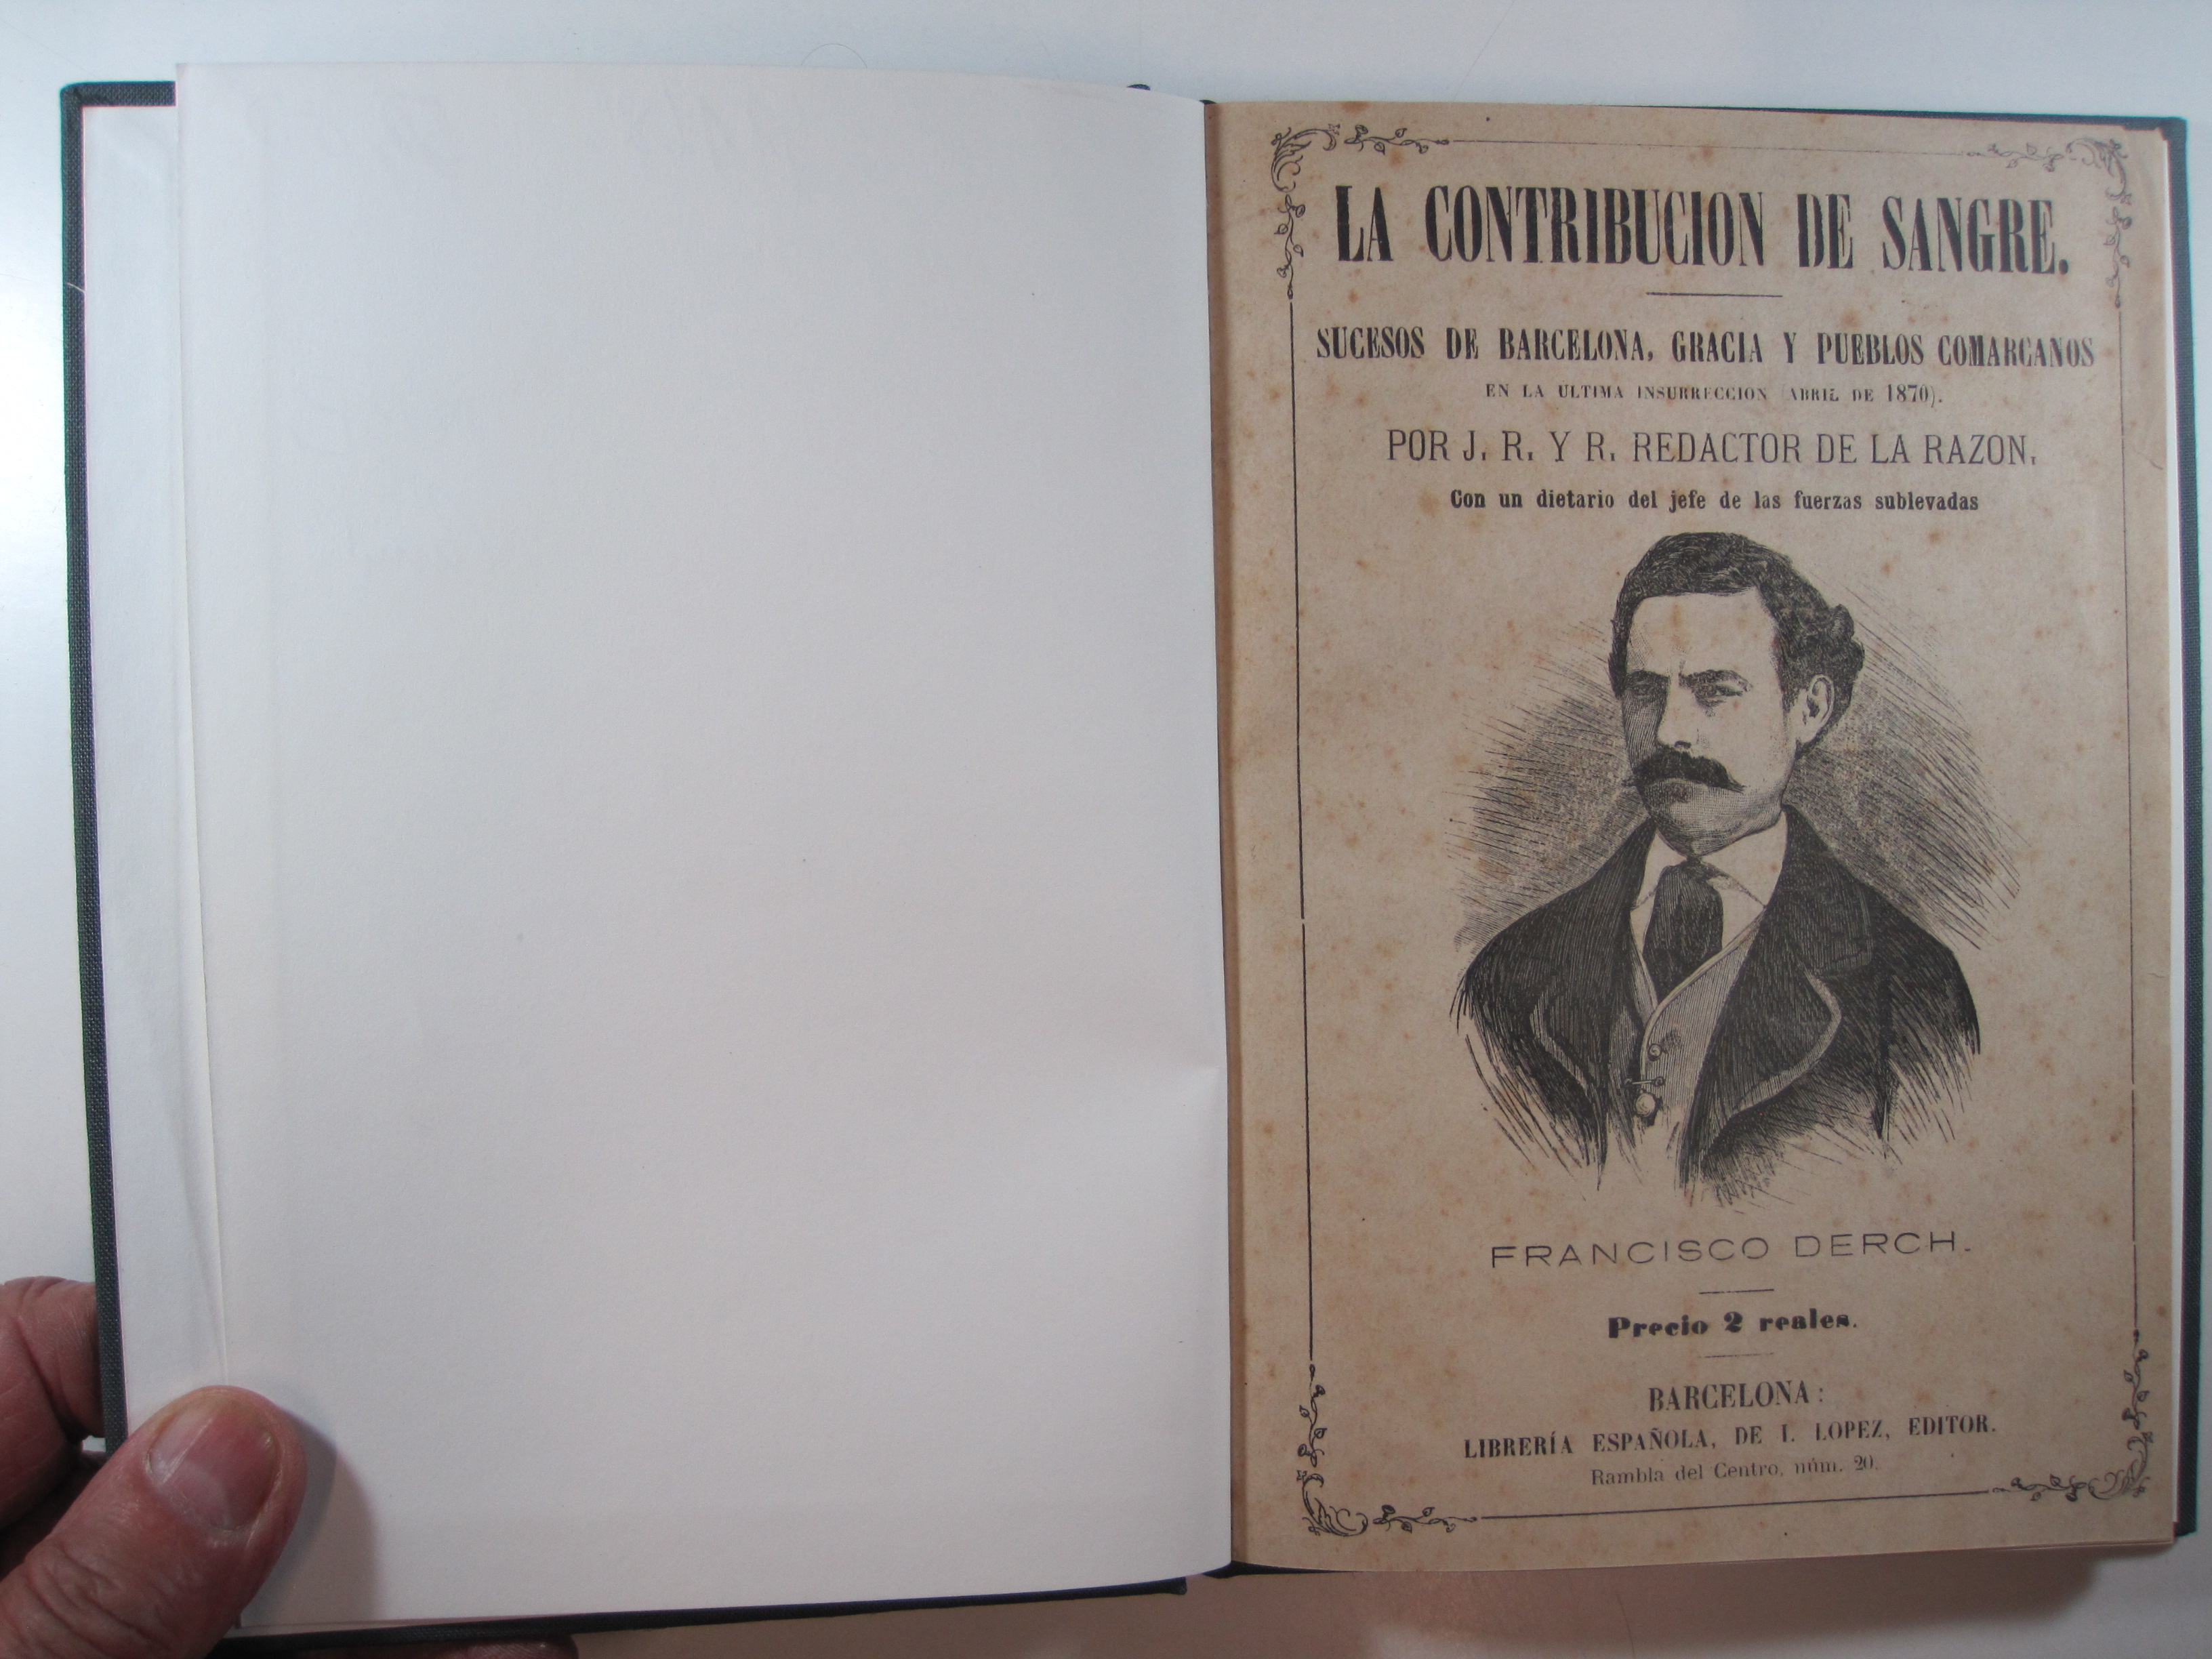 LA CONTRIBUCION DE SANGRE.
SUCESOS DE BARCELONA, GRACIA Y PUEBLOS COMARCANOS
EN LA ULTIMA INSURRECCION (ABRIL DE 1870).
POR J. R. Y R. REDACTOR DE LA RAZON,
Con un dietario del jefe de las fuerzas sublevadas
FRANCISCO DERCH.
Precio 2 reales.
BARCELONA:
LIBRERÍA ESPAÑOLA, DE I. LOPEZ, EDITOR.
Rambla del Centro, núm. 20.